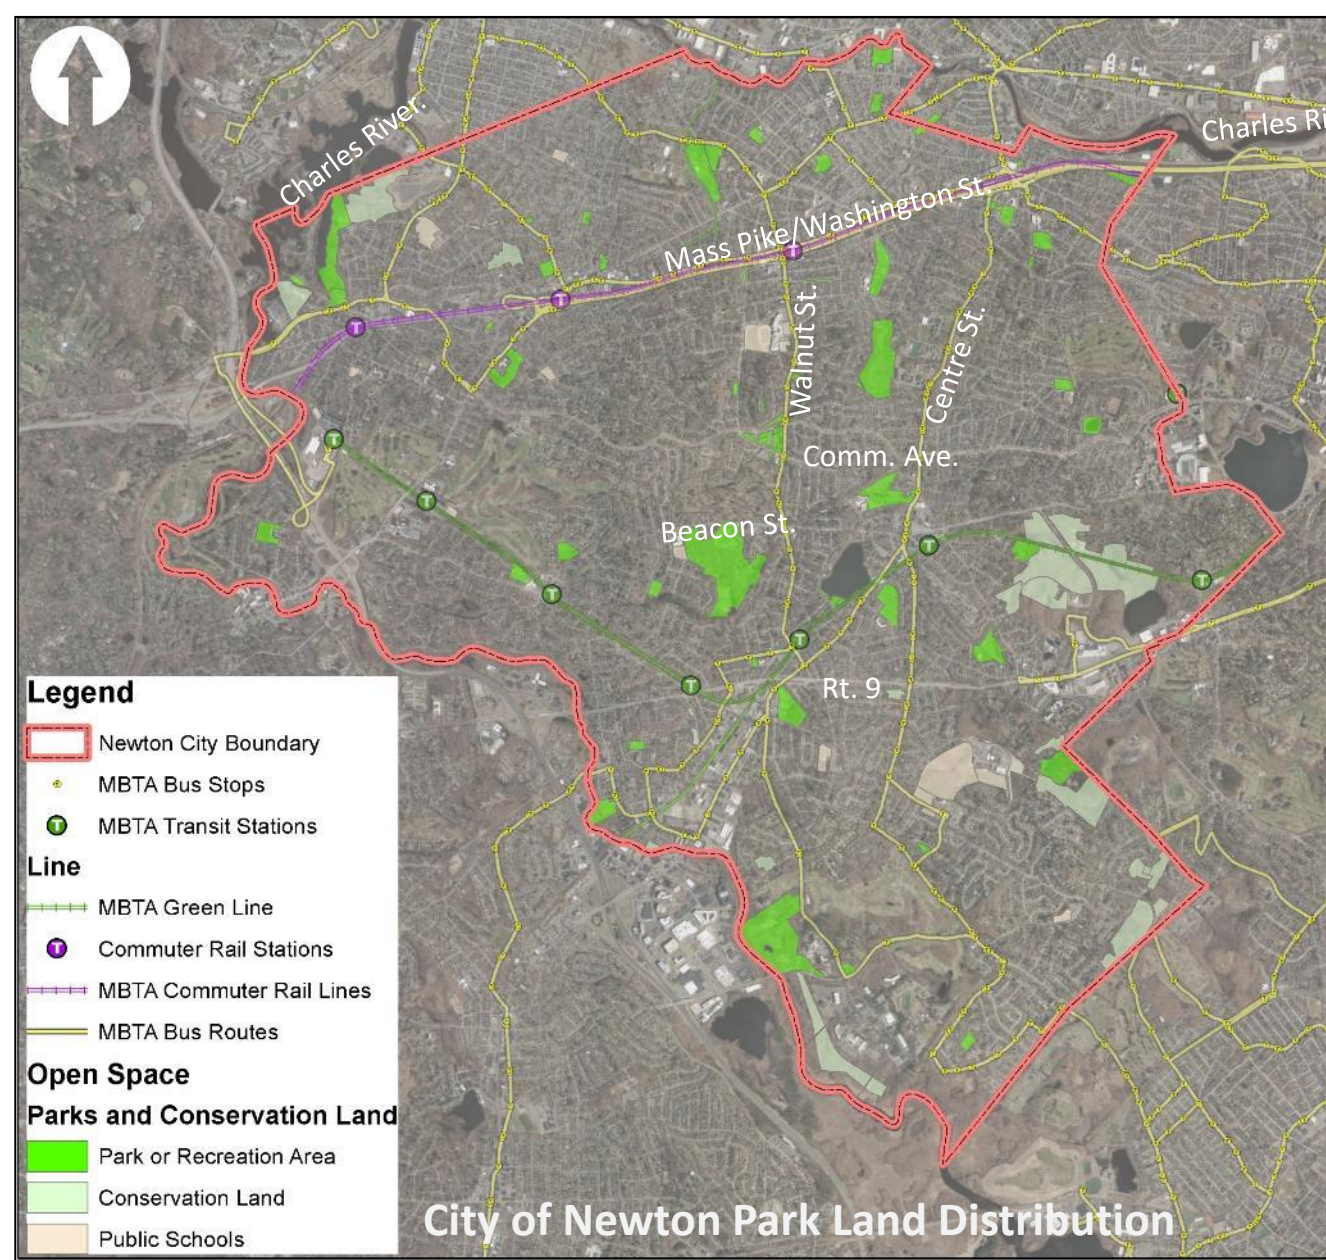 Charles River.
Charles Ri
Mass Pike/Washington St.
Walnut St.
Centre St.
Comm. Ave.
Beacon St.
Rt. 9
Legend
Newton City Boundary
MBTA Bus Stops
T MBTA Transit Stations
Line
MBTA Green Line
T Commuter Rail Stations
MBTA Commuter Rail Lines
MBTA Bus Routes
Open Space
Parks and Conservation Land
Park or Recreation Area
Conservation Land
Public Schools
City of Newton Park Land Distribution